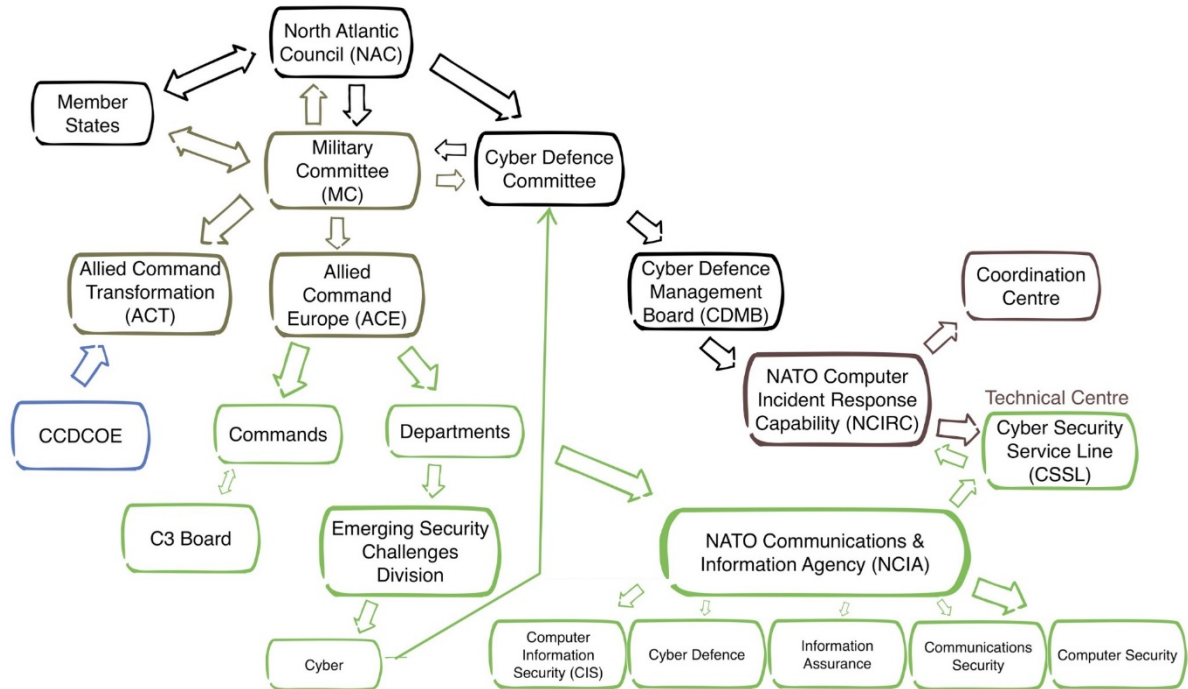 North Atlantic
Council (NAC)
Member
States
Military
Committee
(MC)
Cyber Defence
Committee
Allied Command
Transformation
(ACT)
Allied
Command
Europe (ACE)
Cyber Defence
Management
Board (CDMB)
Coordination
Centre
NATO Computer
Incident Response
Capability (NCIRC)
Technical Centre
Cyber Security
Service Line
(CSSL)
CCDCOE
Commands
Departments
C3 Board
Emerging Security
Challenges
Division
NATO Communications &
Information Agency (NCIA)
Cyber
Computer
Information
Security (CIS)
Cyber Defence
Information
Assurance
Communications
Security
Computer Security